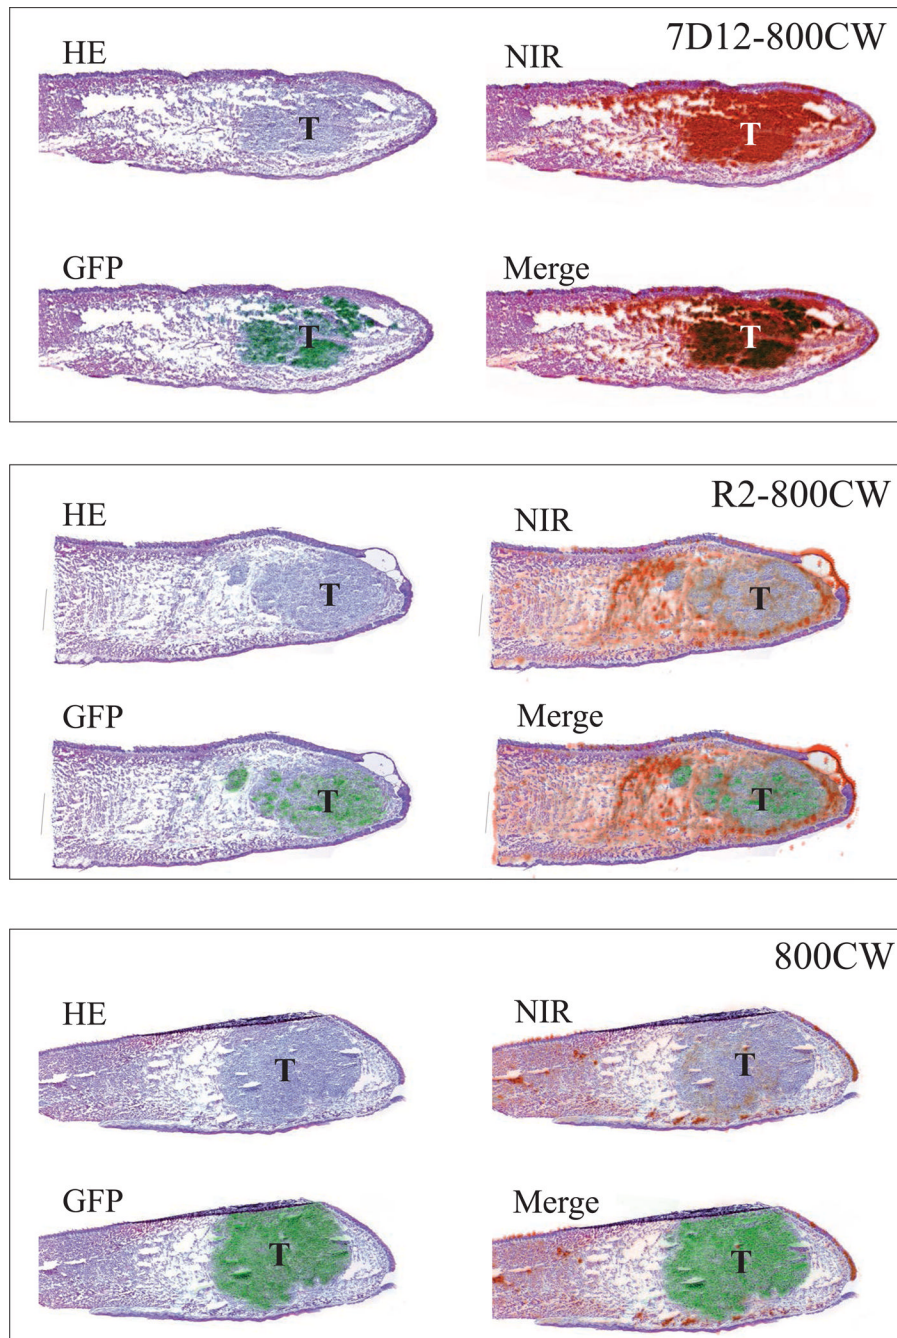 7D12-800CW
HE
NIR
T
T
GFP
Merge
T
T
R2-800CW
HE
NIR
T
T
GFP
Merge
T
T
800CW
HE
NIR
T
T
GFP
Merge
T
T